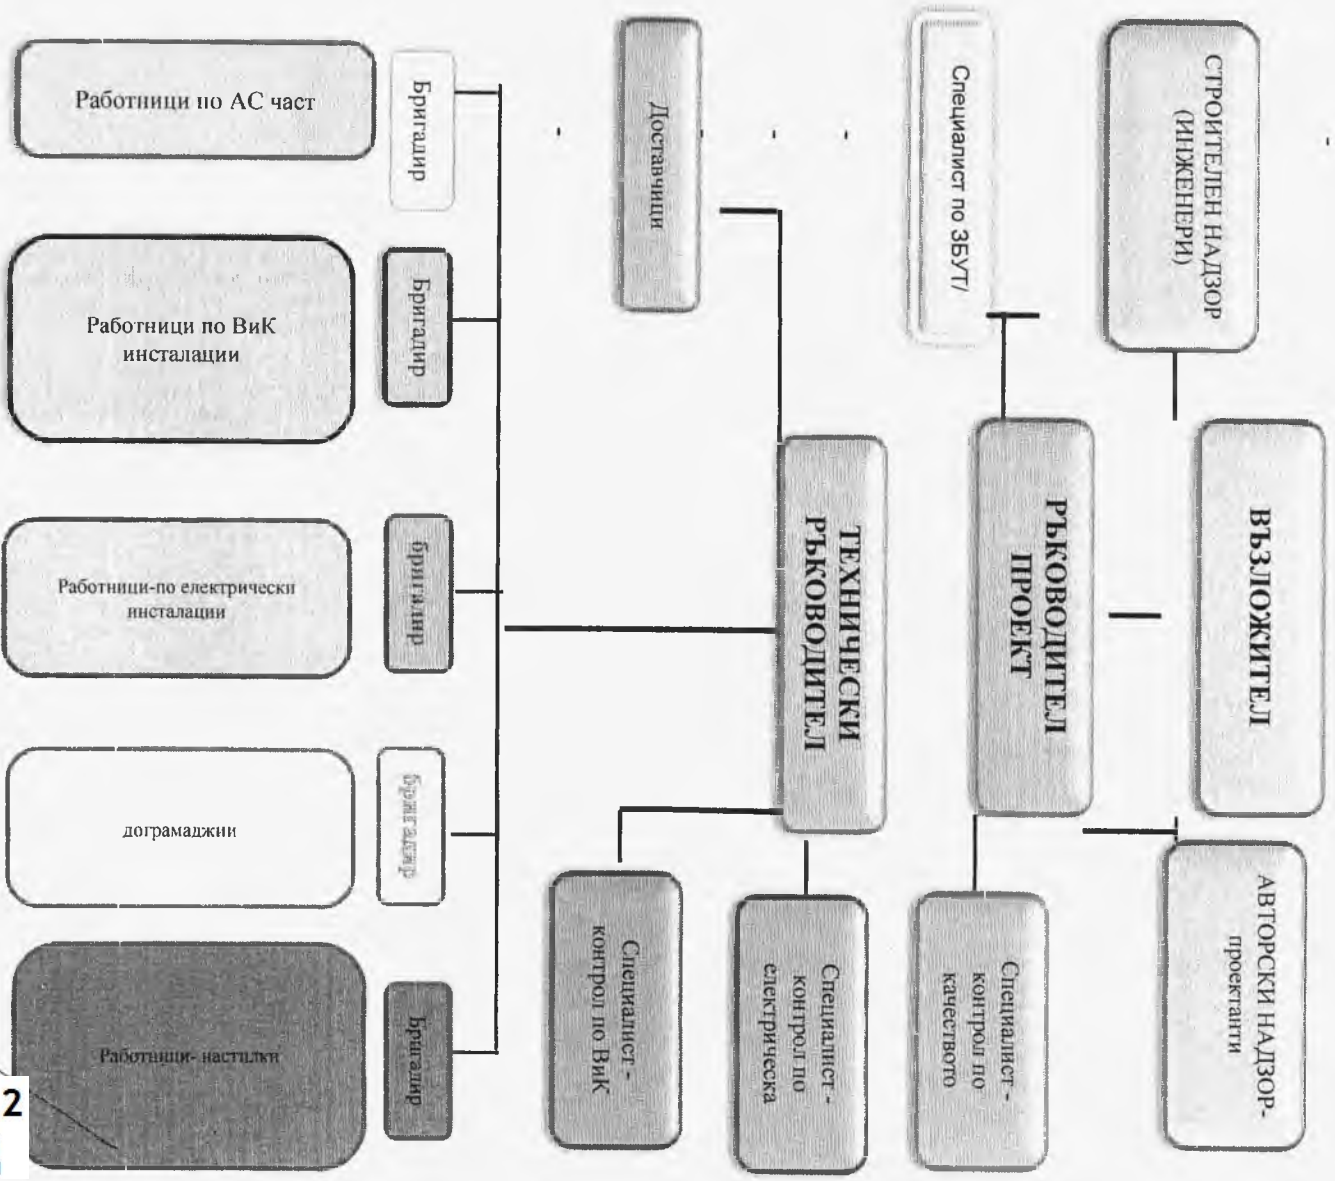 СТРОИТЕЛЕН НАДЗОР
(ИНЖЕНЕРИ)
ВЪЗЛОЖИТЕЛ
АВТОРСКИ НАДЗОР-
проектанти
Специалист по ЗБУТ/
РЪКОВОДИТЕЛ
ПРОЕКТ
Специалист -
контрол по
качеството
Доставчици
ТЕХНИЧЕСКИ
РЪКОВОДИТЕЛ
Специалист -
контрол по
електрическа
Специалист -
контрол по ВиК
Бригадир
Бригадир
бригадир
бригадир
Бригадир
Работници по АС част
Работници по ВиК
инсталации
Работници-по електрически
инсталации
дограмаджии
Работници- настилки
2